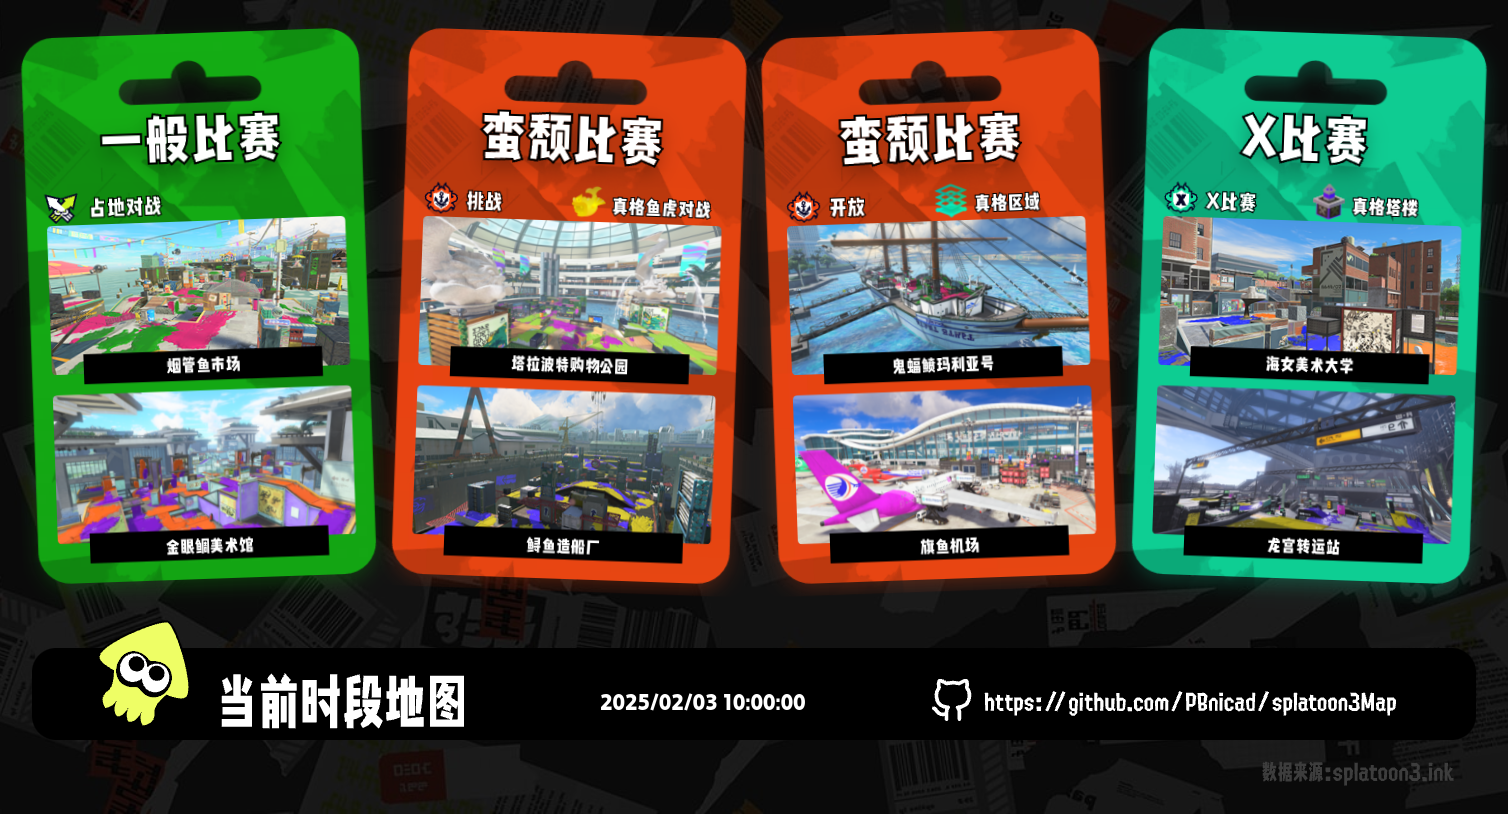 一般比赛
占地对战
烟管鱼市场
金眼鲷美术馆
蛮颓比赛
挑战
真格鱼虎对战
塔拉波特购物公园
鲟鱼造船厂
蛮颓比赛
开放
真格区域
鬼蝠鲼玛利亚号
旗鱼机场
X比赛
X比赛
真格塔楼
海女美术大学
龙宫转运站
当前时段地图
2025/02/03 10:00:00
https://github.com/PBnicad/splatoon3Map
数据来源:splatoon3.ink